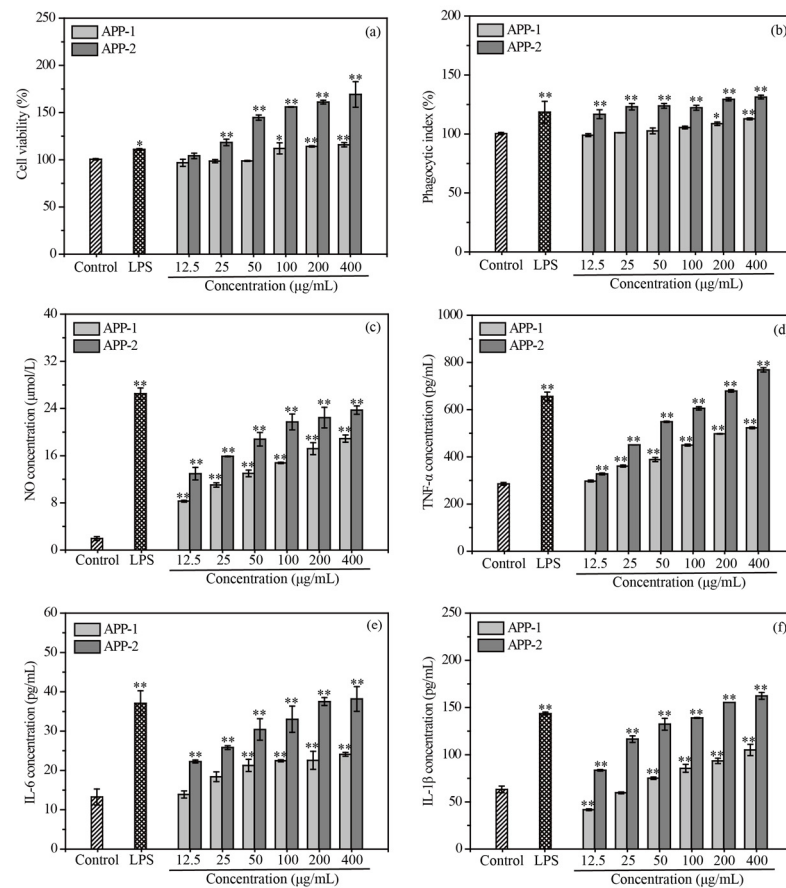 (a)
APP-1
APP-2
Cell viability (%)
250
200
150
100
50
0
* ** ** ** * ** ** ** **
Control LPS 12.5 25 50 100 200 400
Concentration (μg/mL)
(b)
APP-1
APP-2
Phagocytic index (%)
200
150
100
50
0
** ** ** ** ** * ** ** **
Control LPS 12.5 25 50 100 200 400
Concentration (μg/mL)
(c)
APP-1
APP-2
NO concentration (μmol/L)
40
32
24
16
8
0
** ** ** ** ** ** ** ** ** ** ** ** **
Control LPS 12.5 25 50 100 200 400
Concentration (μg/mL)
(d)
APP-1
APP-2
TNF-α concentration (pg/mL)
1000
800
600
400
200
0
** ** ** ** ** ** ** ** ** ** ** **
Control LPS 12.5 25 50 100 200 400
Concentration (μg/mL)
(e)
APP-1
APP-2
IL-6 concentration (pg/mL)
60
50
40
30
20
10
0
** ** ** ** ** ** ** ** ** ** **
Control LPS 12.5 25 50 100 200 400
Concentration (μg/mL)
(f)
APP-1
APP-2
IL-1β concentration (pg/mL)
250
200
150
100
50
0
** ** ** ** ** ** ** ** ** ** ** **
Control LPS 12.5 25 50 100 200 400
Concentration (μg/mL)